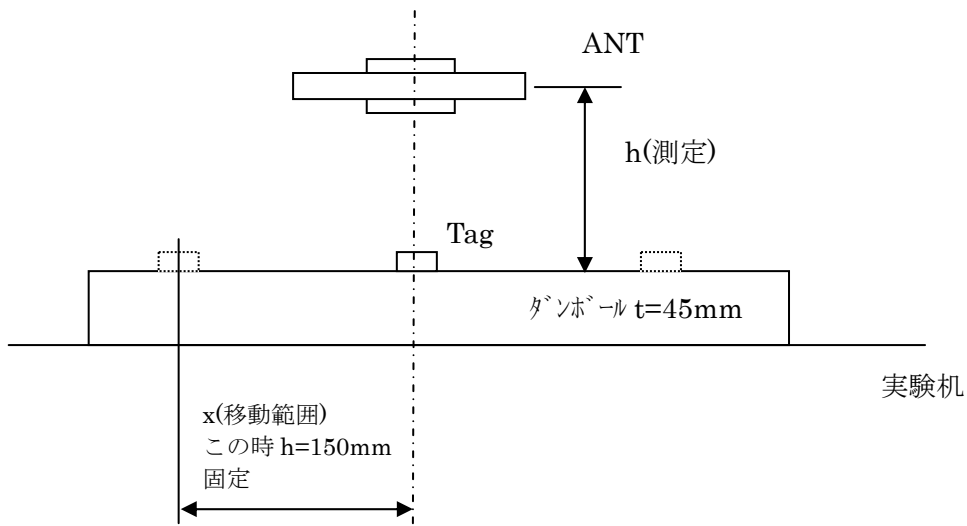 ANT
h(測定)
Tag
ﾀﾞﾝﾎﾞｰﾙ t=45mm
実験机
x(移動範囲)
この時 h=150mm
固定